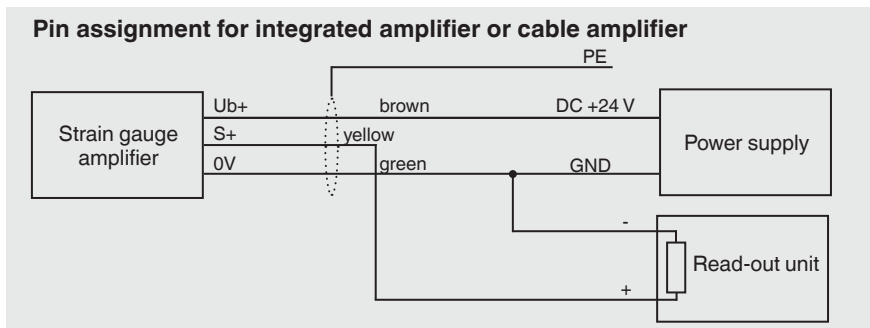 Pin assignment for integrated amplifier or cable amplifier
PE
Ub+ brown DC +24 V
Strain gauge
amplifier
S+ yellow
Power supply
0V green GND
-
Read-out unit
+